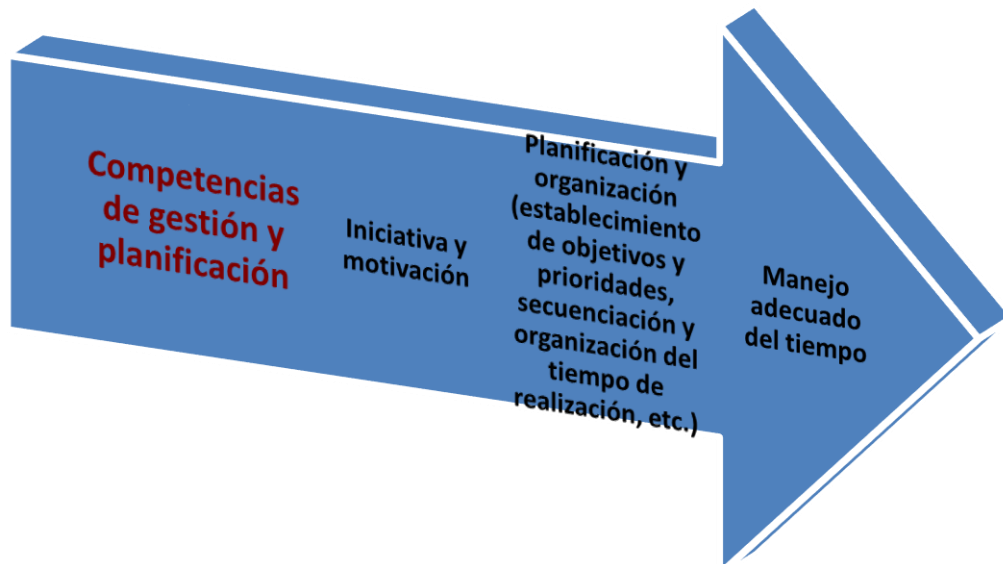 Competencias
de gestión y
planificación
Iniciativa y
motivación
Planificación y
organización
(establecimiento
de objetivos y
prioridades,
secuenciación y
organización del
tiempo de
realización, etc.)
Manejo
adecuado
del tiempo